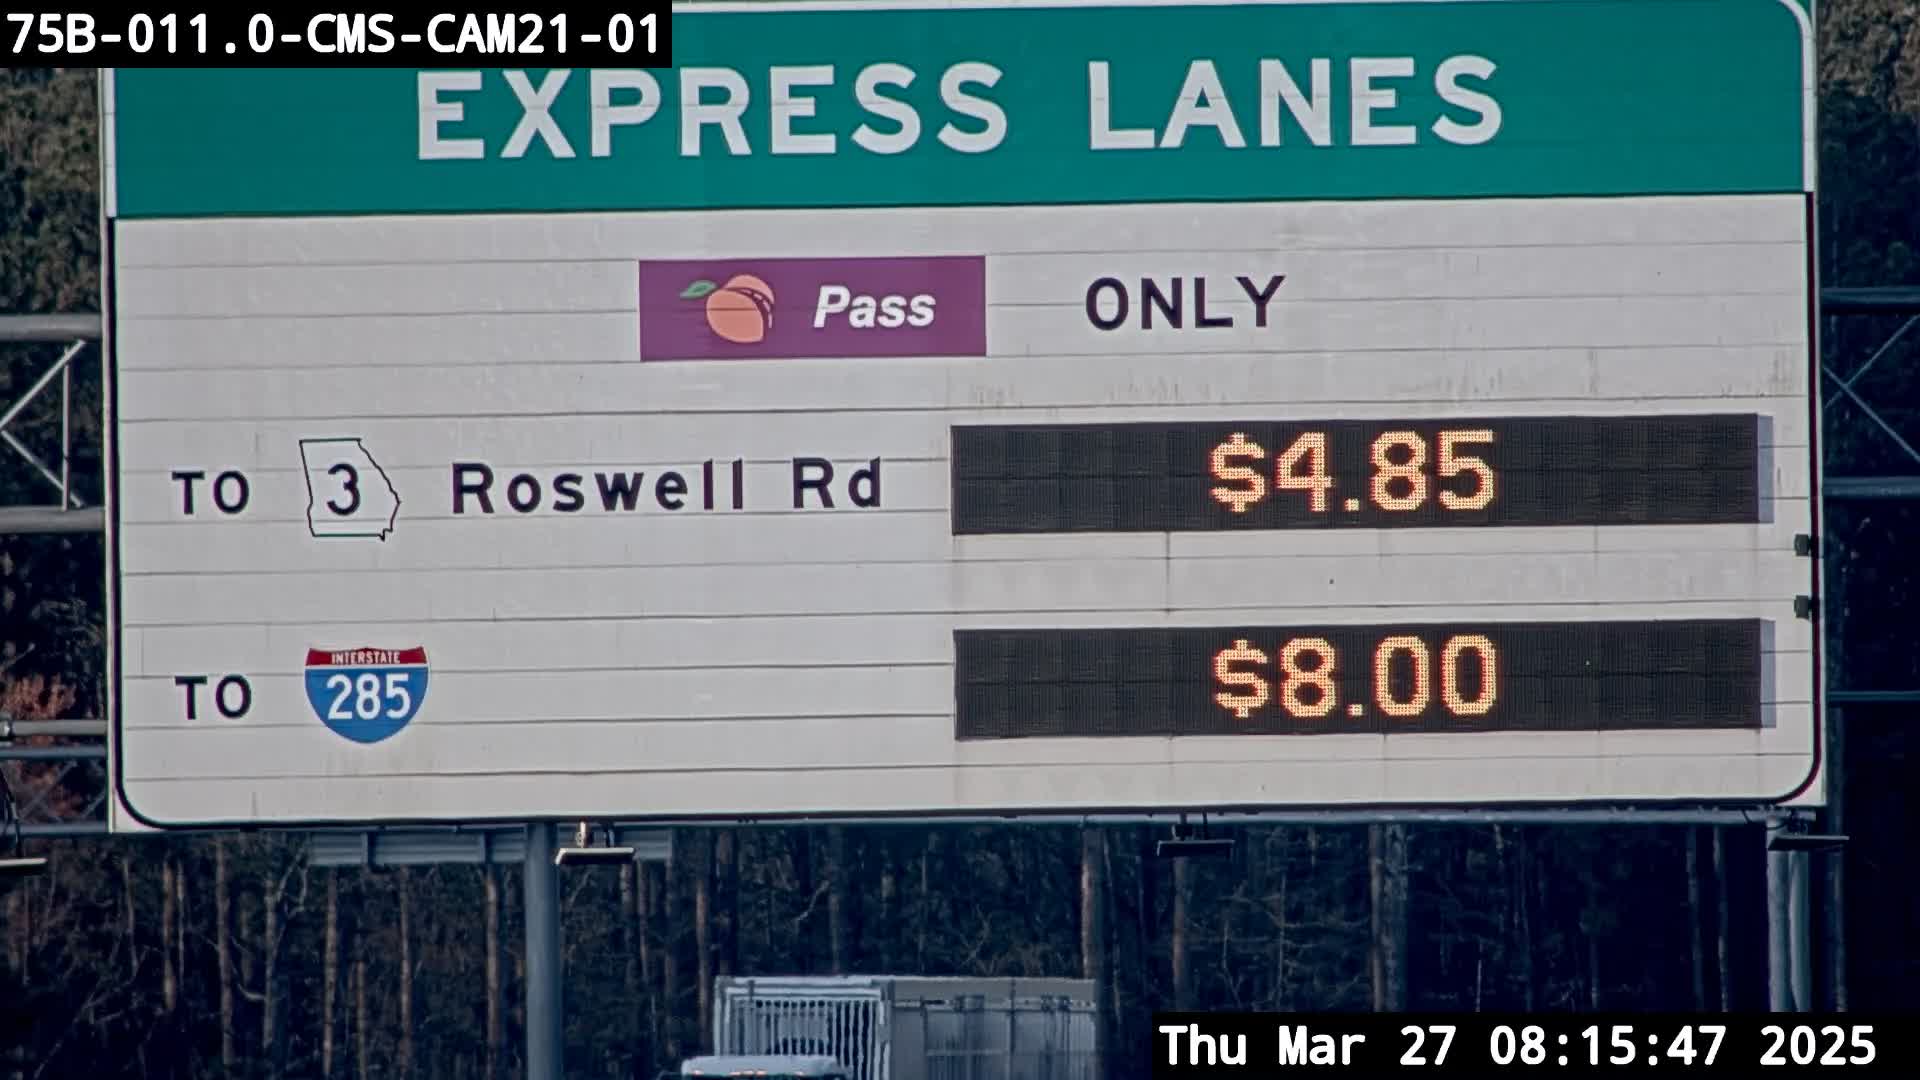 75B-011.0-CMS-CAM21-01
EXPRESS LANES
Pass ONLY
TO 3 Roswell Rd $4.85
TO INTERSTATE 285 $8.00
Thu Mar 27 08:15:47 2025